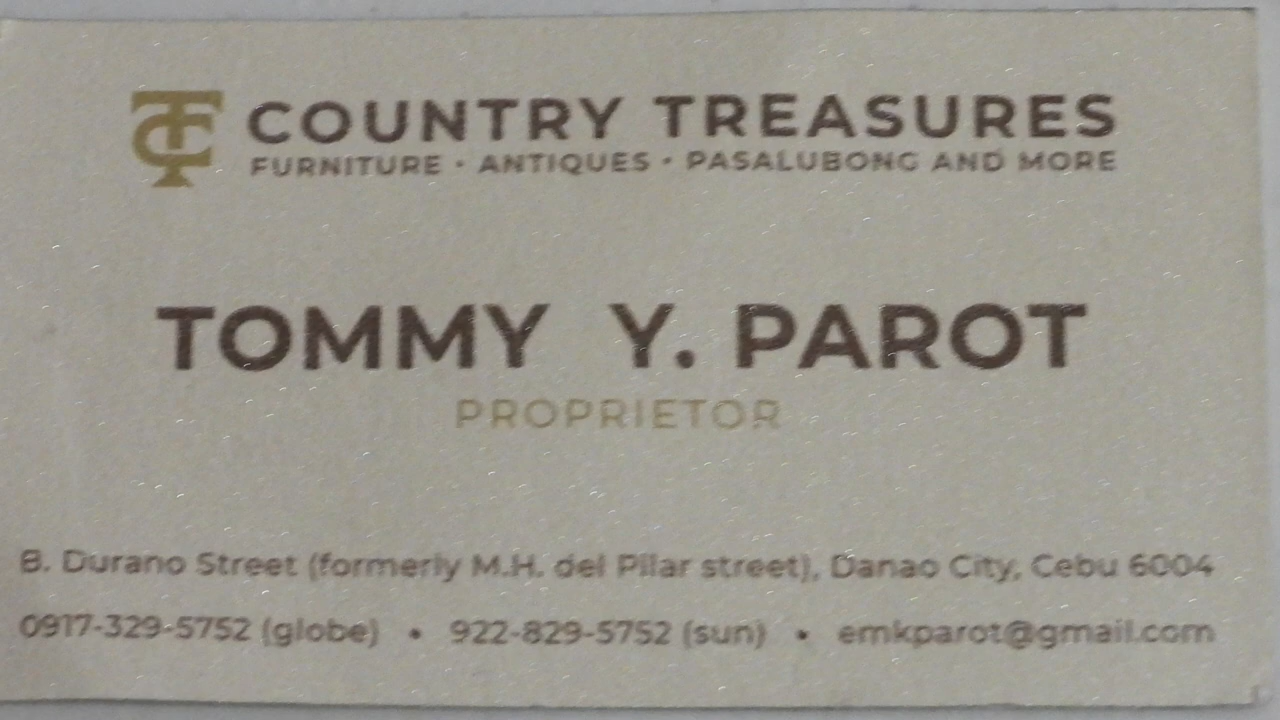 COUNTRY TREASURES
FURNITURE • ANTIQUES • PASALUBONG AND MORE
TOMMY Y. PAROT
PROPRIETOR
B. Durano Street (formerly M.H. del Pilar street), Danao City, Cebu 6004
0917-329-5752 (globe) • 922-829-5752 (sun) • emkparot@gmail.com